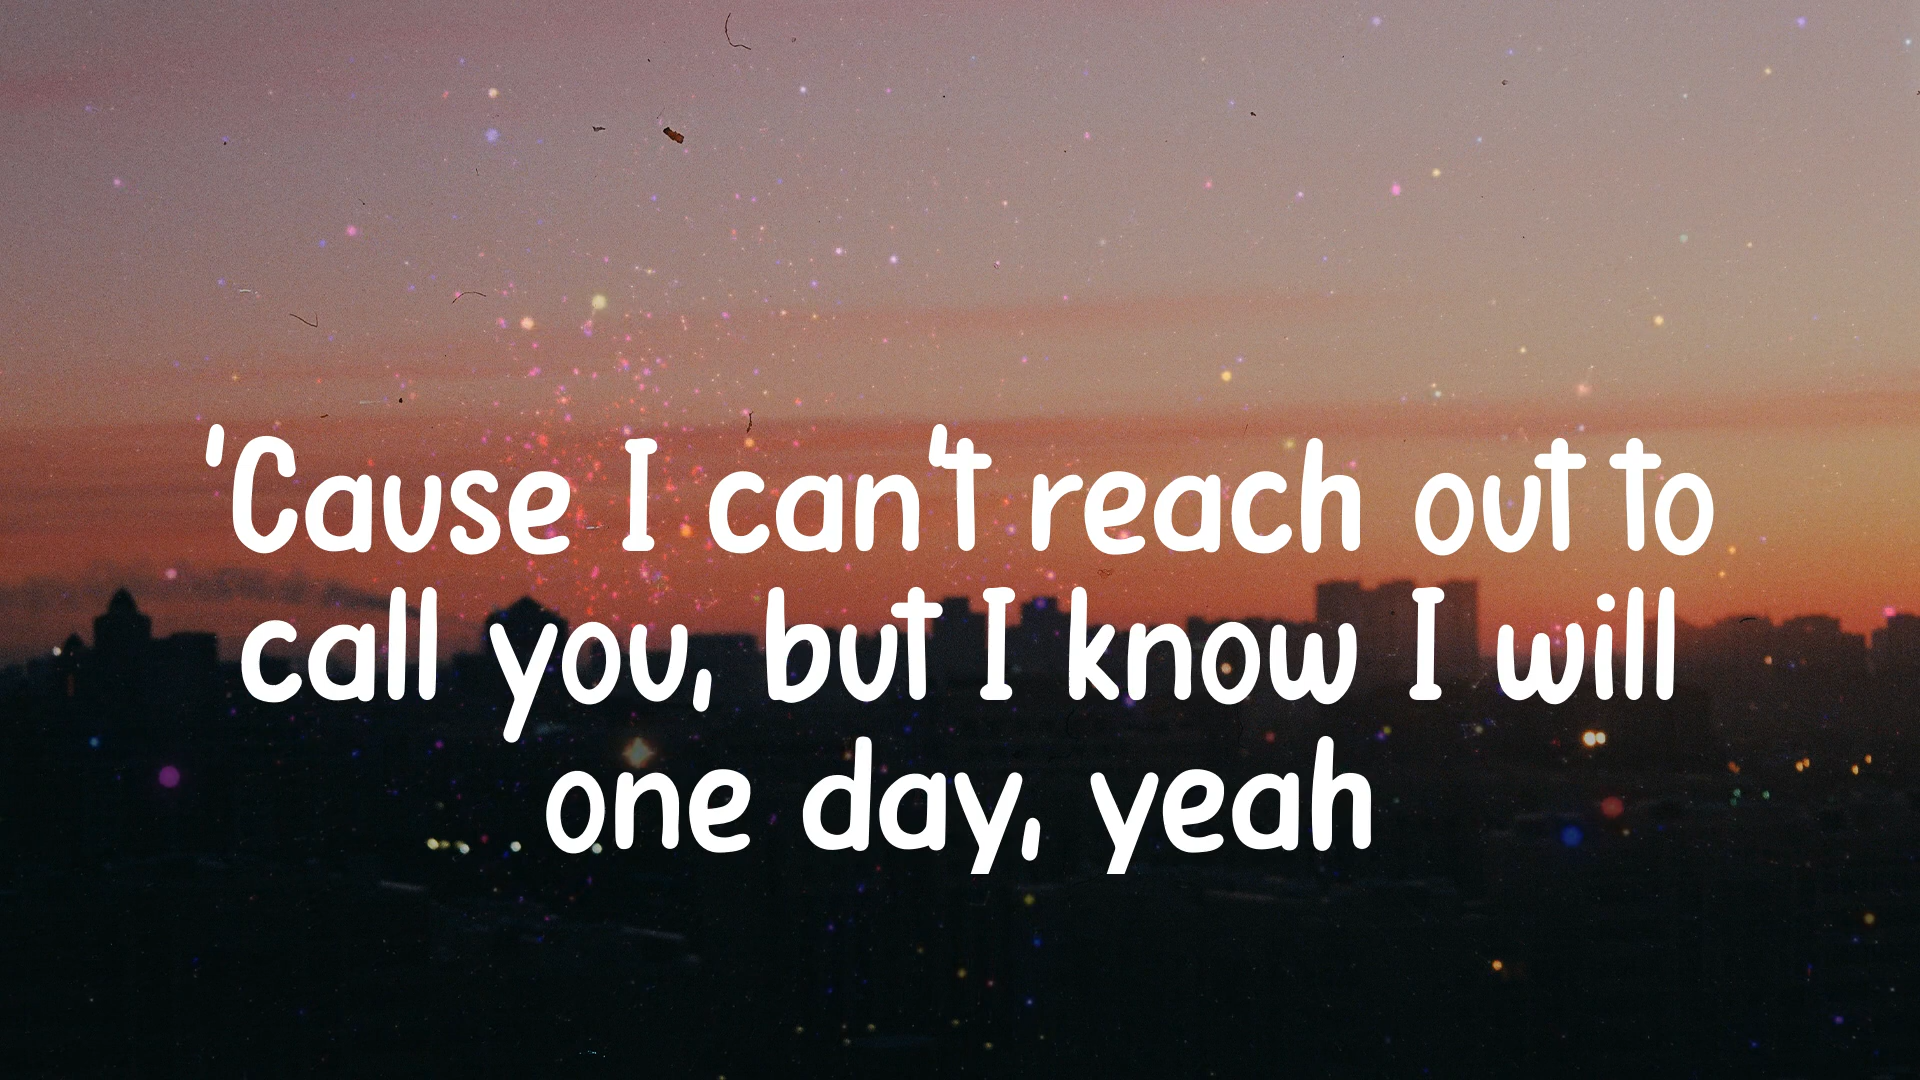 'Cause I can't reach out to
call you, but I know I will
one day, yeah